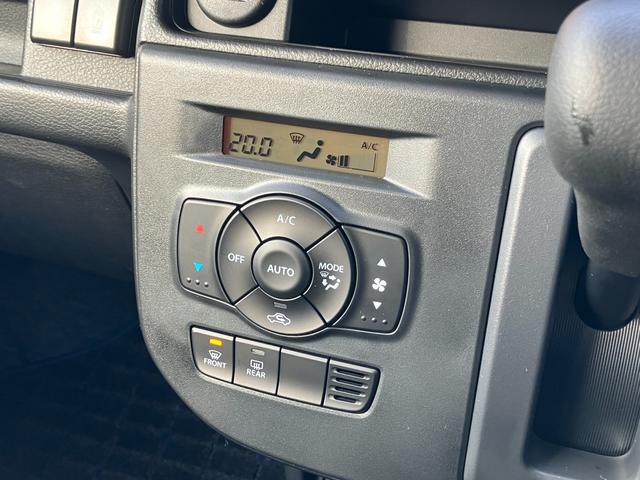 20.0
A/C
A/C
OFF
AUTO
MODE
FRONT
REAR